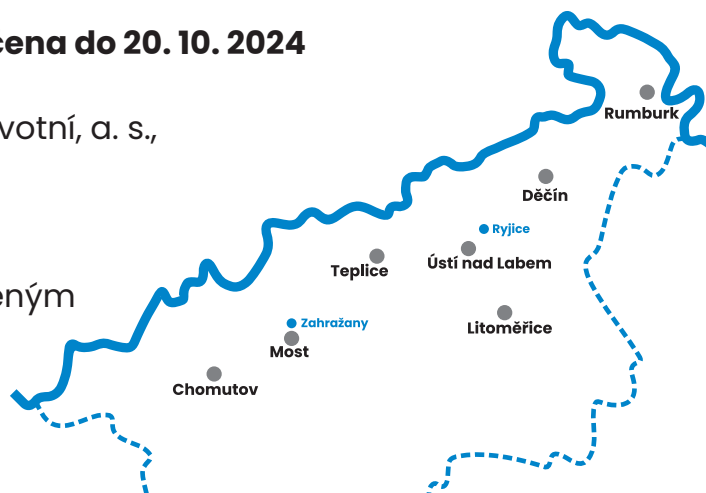 cena do 20. 10. 2024
votní, a. s.,
eným
Rumburk
Děčín
Ryjice
Ústí nad Labem
Teplice
Litoměřice
Zahražany
Most
Chomutov